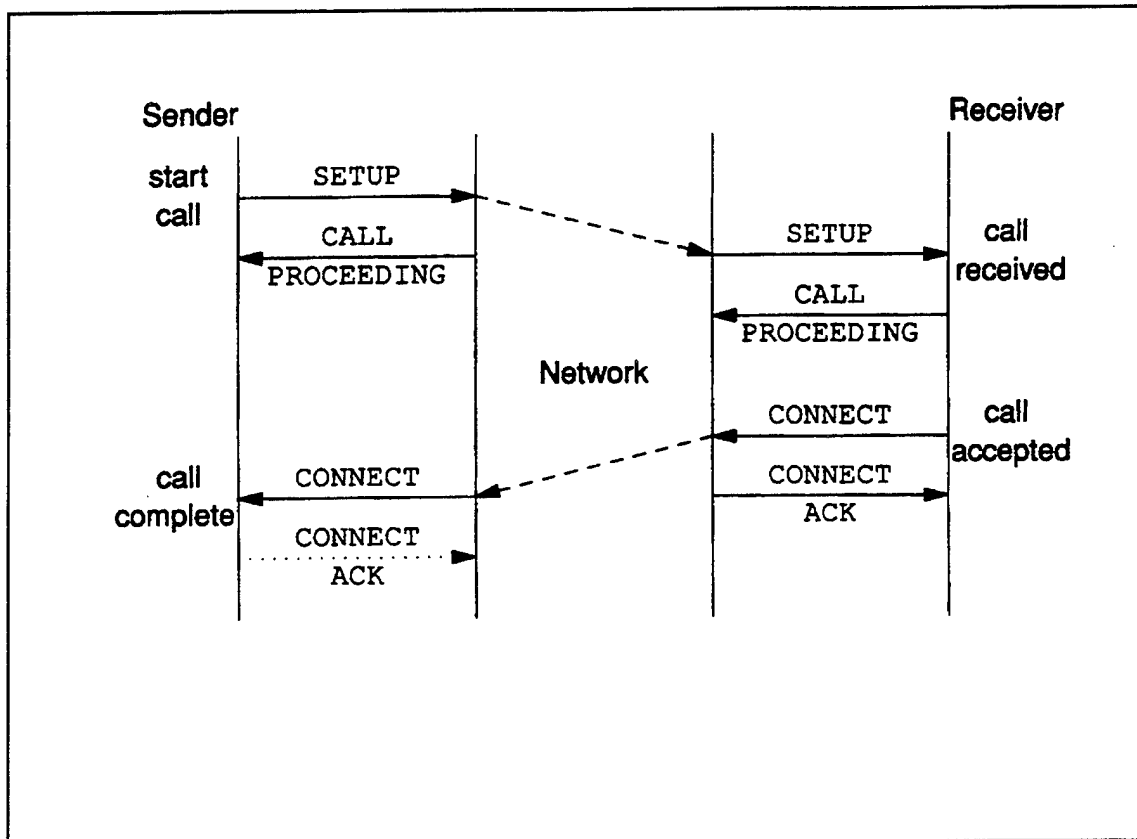 Sender
Receiver
start
call
SETUP
CALL
PROCEEDING
SETUP
call
received
CALL
PROCEEDING
Network
CONNECT
call
accepted
call
complete
CONNECT
CONNECT
ACK
CONNECT
ACK